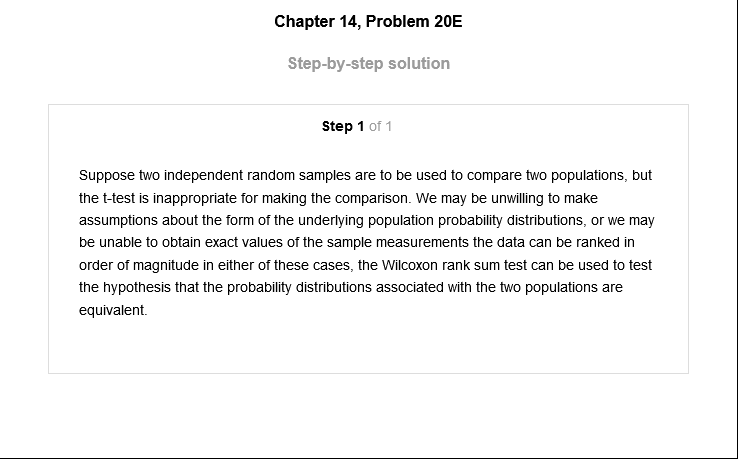 Chapter 14, Problem 20E
Step-by-step solution
Step 1 of 1
Suppose two independent random samples are to be used to compare two populations, but
the t-test is inappropriate for making the comparison. We may be unwilling to make
assumptions about the form of the underlying population probability distributions, or we may
be unable to obtain exact values of the sample measurements the data can be ranked in
order of magnitude in either of these cases, the Wilcoxon rank sum test can be used to test
the hypothesis that the probability distributions associated with the two populations are
equivalent.